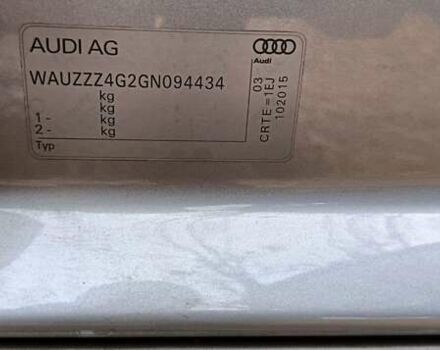 AUDI AG
Audi
WAUZZZ4G2GN094434
kg
kg
1 - kg
2 - kg
Typ
03
CRTE=1EJ
102015